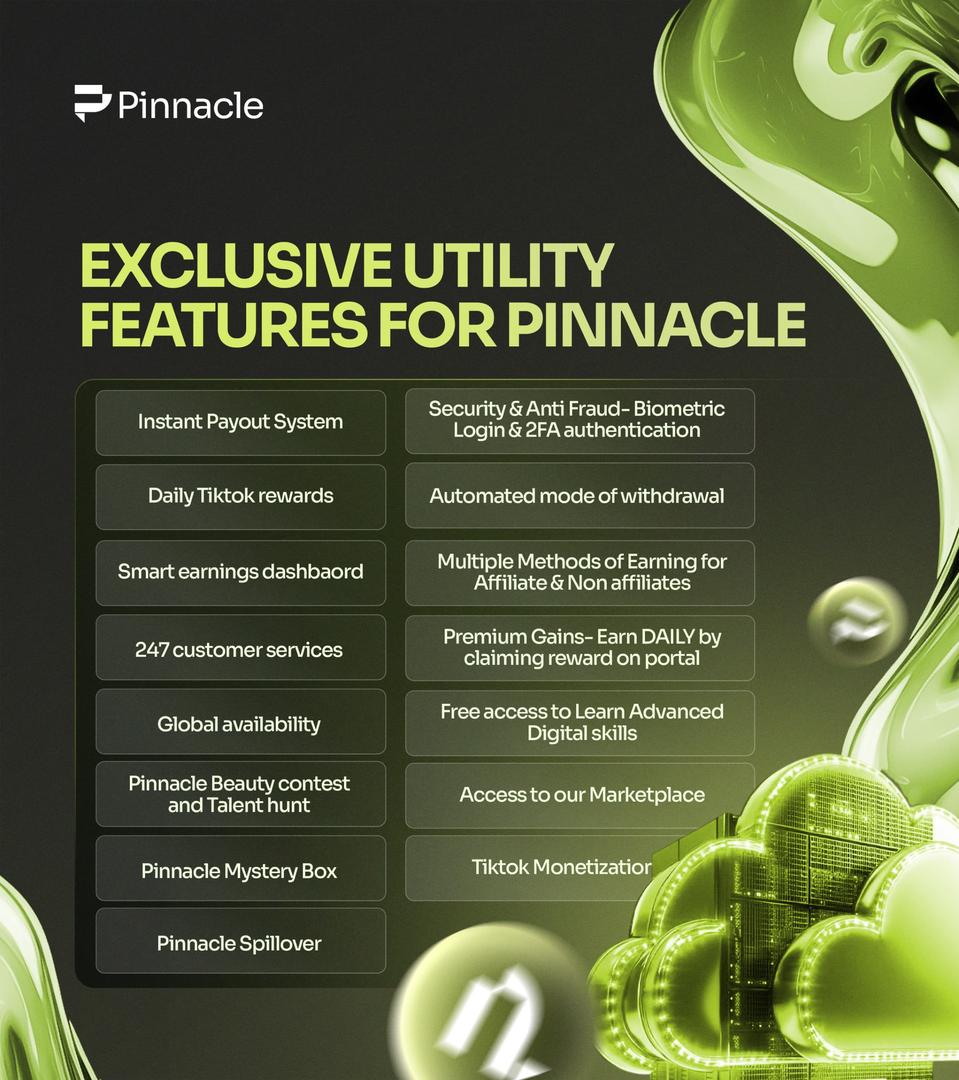 Pinnacle
EXCLUSIVE UTILITY
FEATURES FOR PINNACLE
Instant Payout System
Daily Tiktok rewards
Smart earnings dashbaord
247 customer services
Global availability
Pinnacle Beauty contest
and Talent hunt
Pinnacle Mystery Box
Pinnacle Spillover
Security & Anti Fraud- Biometric
Login & 2FA authentication
Automated mode of withdrawal
Multiple Methods of Earning for
Affiliate & Non affiliates
Premium Gains- Earn DAILY by
claiming reward on portal
Free access to Learn Advanced
Digital skills
Access to our Marketplace
Tiktok Monetization